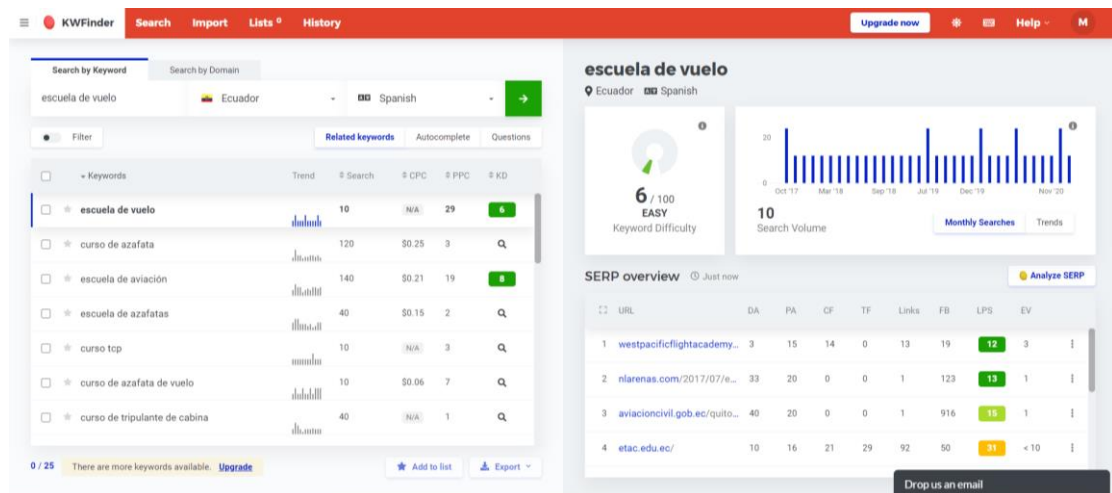 KWFinder Search Import Lists 0 History Upgrade now Help M
Search by Keyword Search by Domain
escuela de vuelo Ecuador Spanish
Filter Related keywords Autocomplete Questions
Keywords Trend Search CPC PPC KD
escuela de vuelo 10 N/A 29 6
curso de azafata 120 $0.25 3
escuela de aviación 140 $0.21 19 8
escuela de azafatas 40 $0.15 2
curso tcp 10 N/A 3
curso de azafata de vuelo 10 $0.06 7
curso de tripulante de cabina 40 N/A 1
0 / 25 There are more keywords available. Upgrade Add to list Export
escuela de vuelo
Ecuador Spanish
6 / 100
EASY
Keyword Difficulty
20
0
Oct '17 Mar '18 Sep '18 Jul '19 Dec '19 Nov '20
10
Search Volume
Monthly Searches Trends
SERP overview Just now Analyze SERP
URL DA PA CF TF Links FB LPS EV
1 westpacificflightacademy... 3 15 14 0 13 19 12 3
2 nlarenas.com/2017/07/e... 33 20 0 0 1 123 13 1
3 aviacioncivil.gob.ec/quito... 40 20 0 0 1 916 15 1
4 etac.edu.ec/ 10 16 21 29 92 50 31 < 10
Drop us an email